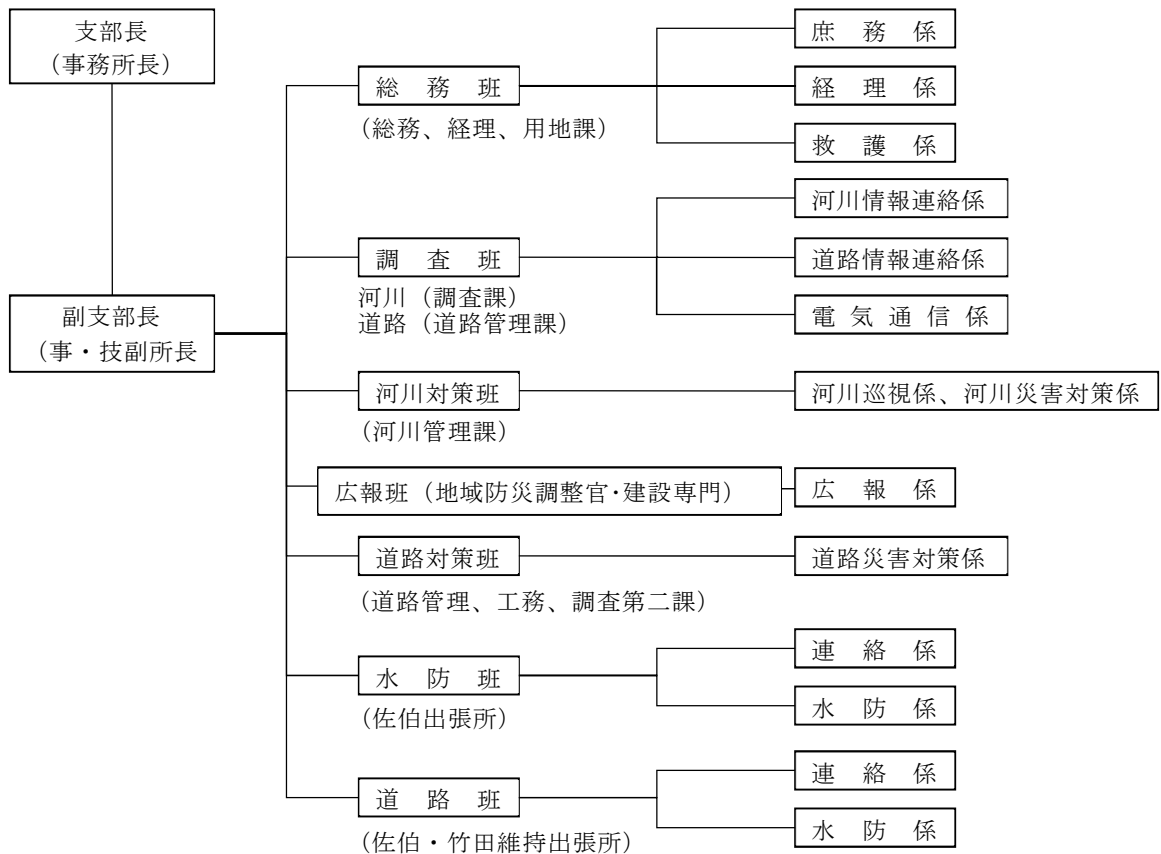 支部長
（事務所長）
副支部長
（事・技副所長
総務班
（総務、経理、用地課）
庶務係
経理係
救護係
調査班
河川（調査課）
道路（道路管理課）
河川情報連絡係
道路情報連絡係
電気通信係
河川対策班
（河川管理課）
河川巡視係、河川災害対策係
広報班（地域防災調整官・建設専門）
広報係
道路対策班
（道路管理、工務、調査第二課）
道路災害対策係
水防班
（佐伯出張所）
連絡係
水防係
道路班
（佐伯・竹田維持出張所）
連絡係
水防係